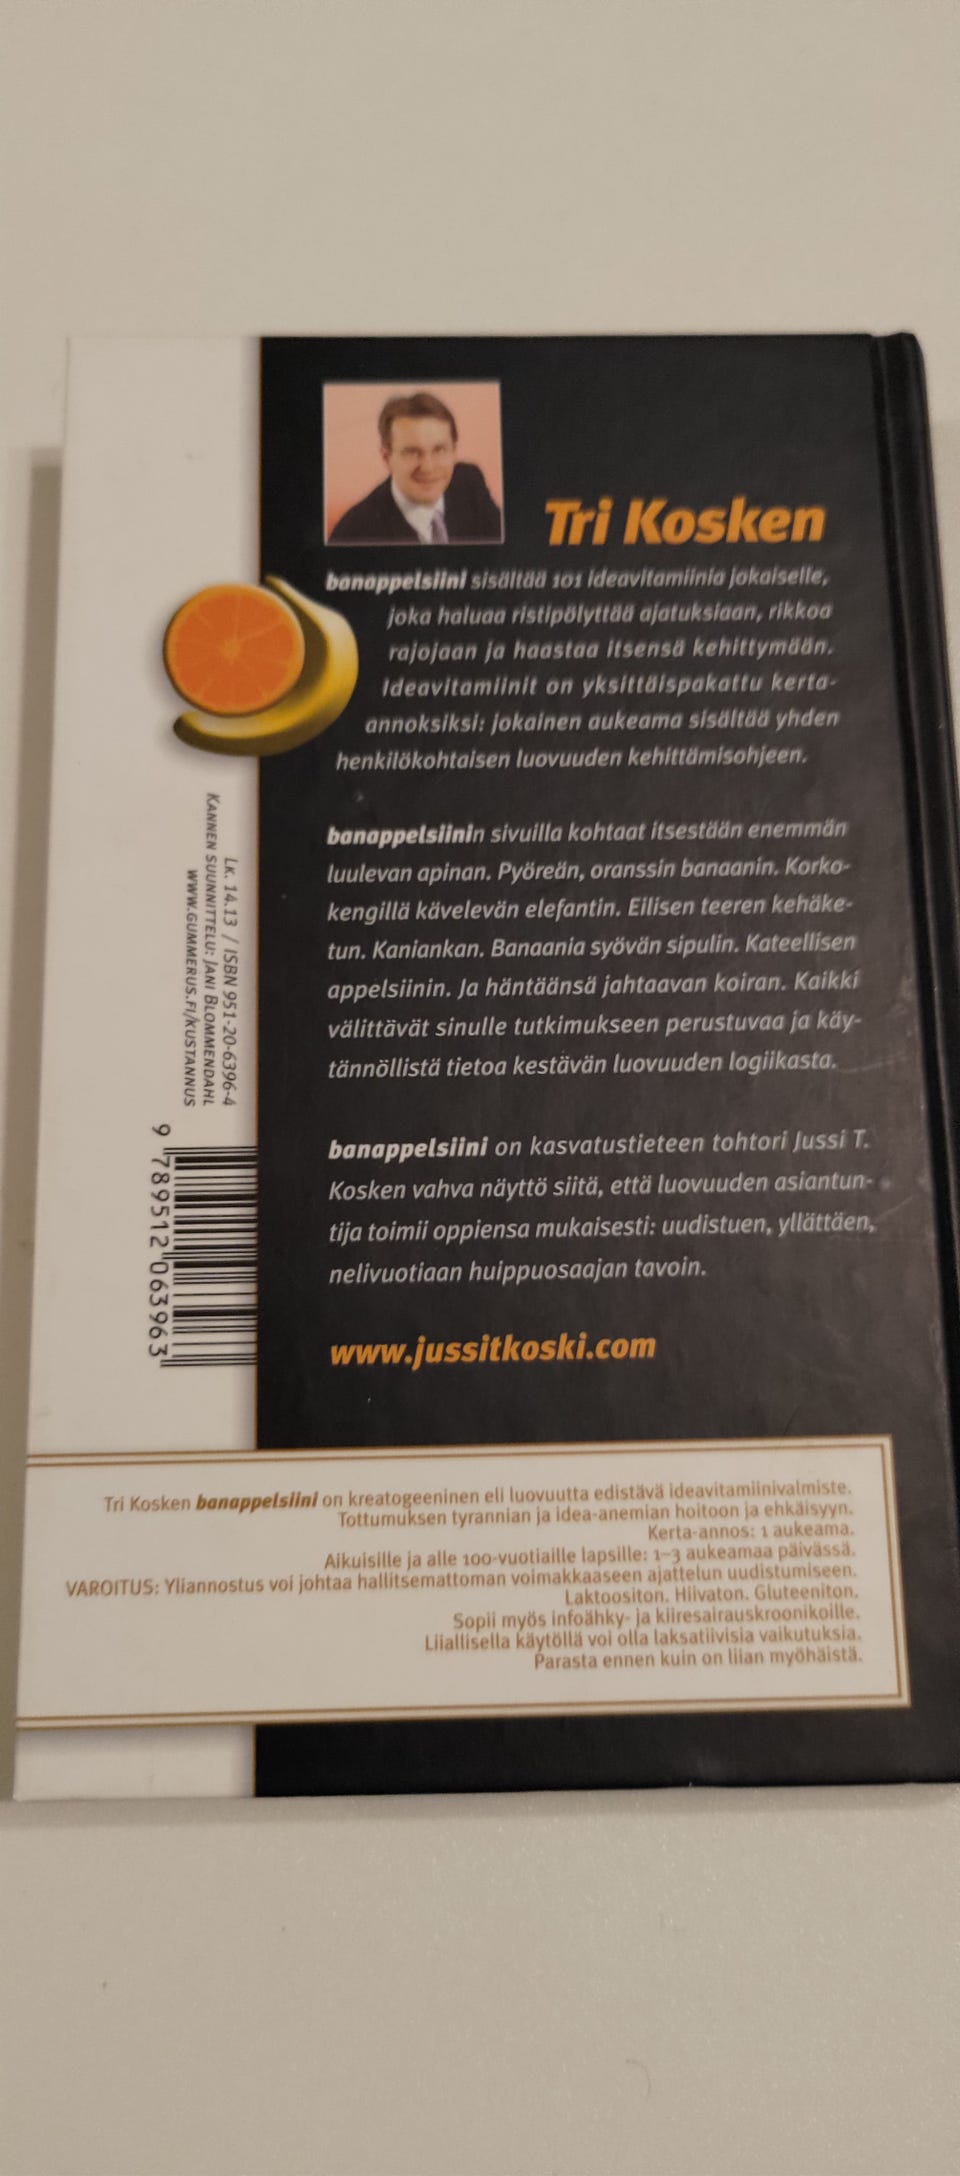 Tri Kosken
banappelsiini sisältää 101 ideavitamiinia jokaiselle,
joka haluaa ristipölyttää ajatuksiaan, rikkoa
rajojaan ja haastaa itsensä kehittymään.
Ideavitamiinit on yksittäispakattu kerta-
annoksiksi: jokainen aukeama sisältää yhden
henkilökohtaisen luovuuden kehittämisohjeen.
banappelsiinin sivuilla kohtaat itsestään enemmän
luulevan apinan. Pyöreän, oranssin banaanin. Korko-
kengillä kävelevän elefantin. Eilisen teeren kehäke-
tun. Kaniankan. Banaania syövän sipulin. Kateellisen
appelsiinin. Ja häntäänsä jahtaavan koiran. Kaikki
välittävät sinulle tutkimukseen perustuvaa ja käy-
tännöllistä tietoa kestävän luovuuden logiikasta.
banappelsiini on kasvatustieteen tohtori Jussi T.
Kosken vahva näyttö siitä, että luovuuden asiantun-
tija toimii oppiensa mukaisesti: uudistuen, yllättäen,
nelivuotiaan huippuosaajan tavoin.
www.jussitkoski.com
Lk. 14.13 / ISBN 951-20-6396-4
KANNEN SUUNNITTELU: JANI BLOMMENDAHL
WWW.GUMMERUS.FI/KUSTANNUS
9 789512 063963
Tri Kosken banappelsiini on kreatogeeninen eli luovuutta edistävä ideavitamiinivalmiste.
Tottumuksen tyrannian ja idea-anemian hoitoon ja ehkäisyyn.
Kerta-annos: 1 aukeama.
Aikuisille ja alle 100-vuotiaille lapsille: 1–3 aukeamaa päivässä.
VAROITUS: Yliannostus voi johtaa hallitsemattoman voimakkaaseen ajattelun uudistumiseen.
Laktoositon. Hiivaton. Gluteeniton.
Sopii myös infoähky- ja kiiresairauskroonikoille.
Liiallisella käytöllä voi olla laksatiivisia vaikutuksia.
Parasta ennen kuin on liian myöhäistä.